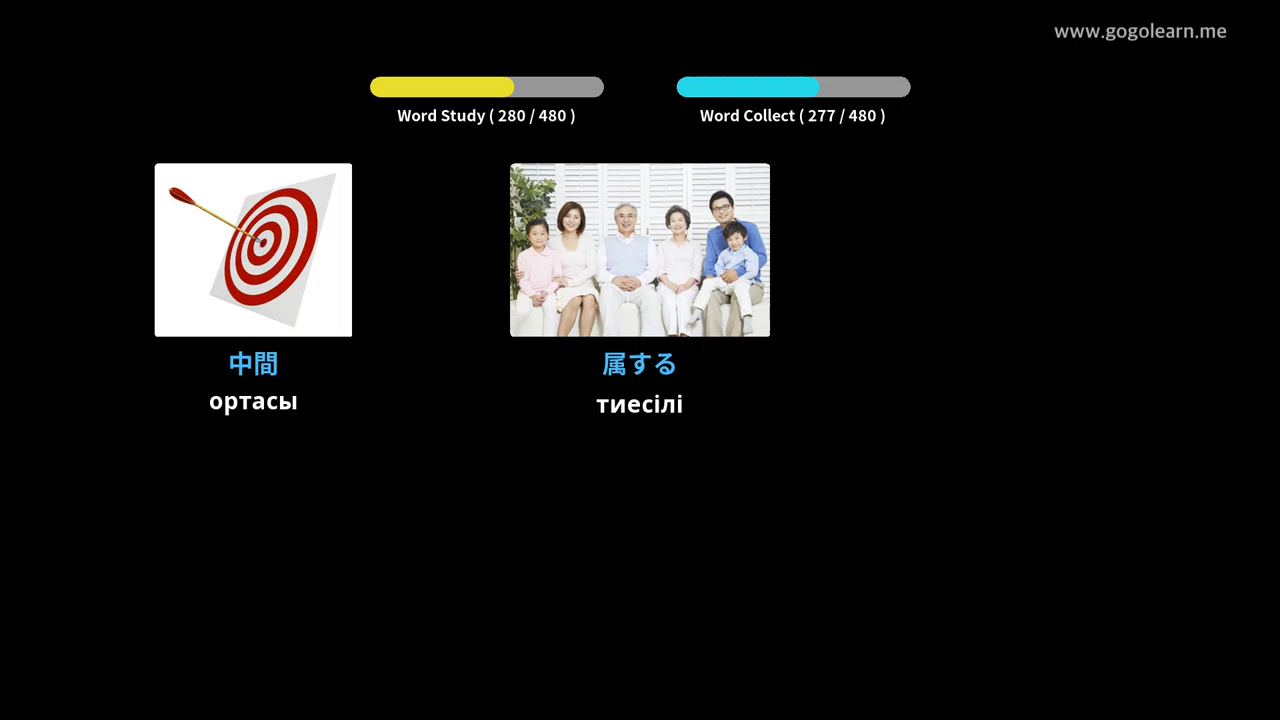 www.gogolearn.me
Word Study ( 280 / 480 )
Word Collect ( 277 / 480 )
中間
ортасы
属する
тиесілі